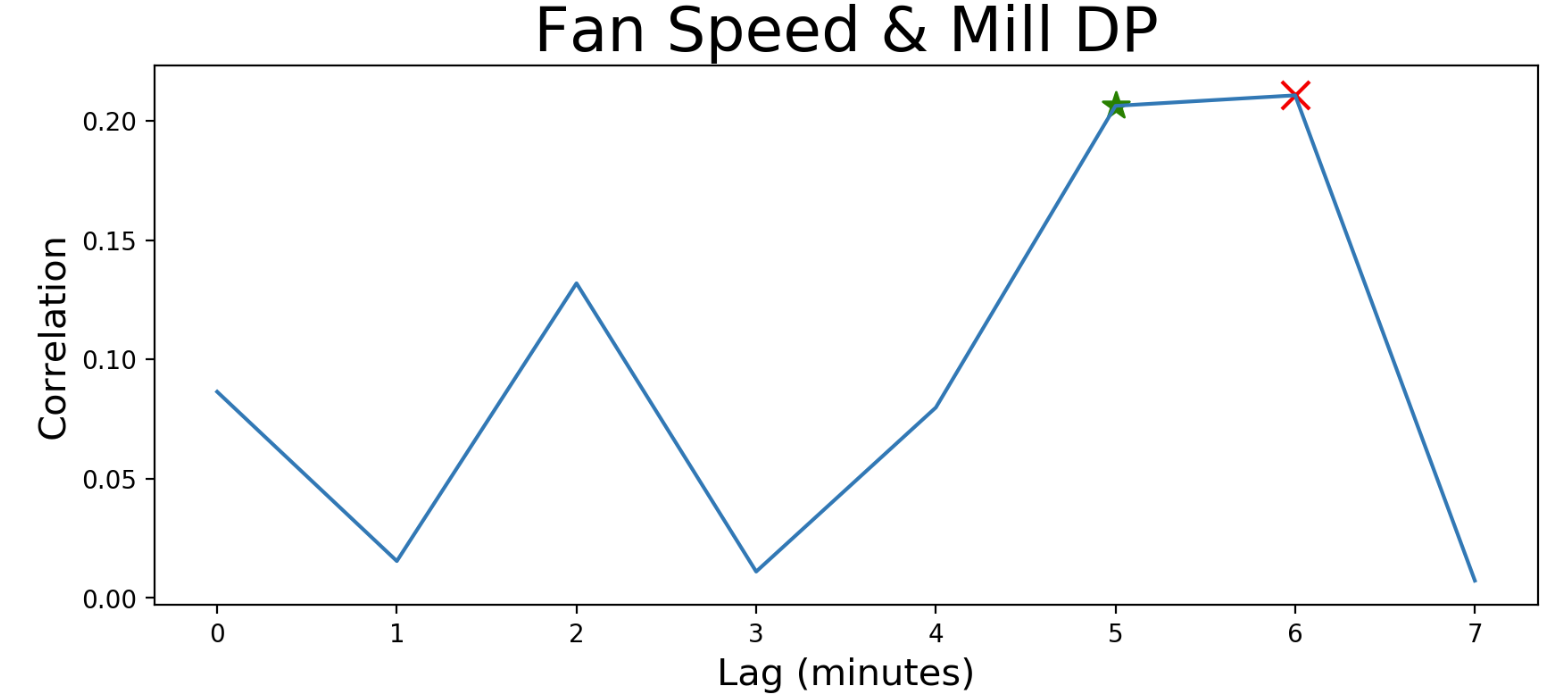 Fan Speed & Mill DP
Correlation
0.20
0.15
0.10
0.05
0.00
0 1 2 3 4 5 6 7
Lag (minutes)